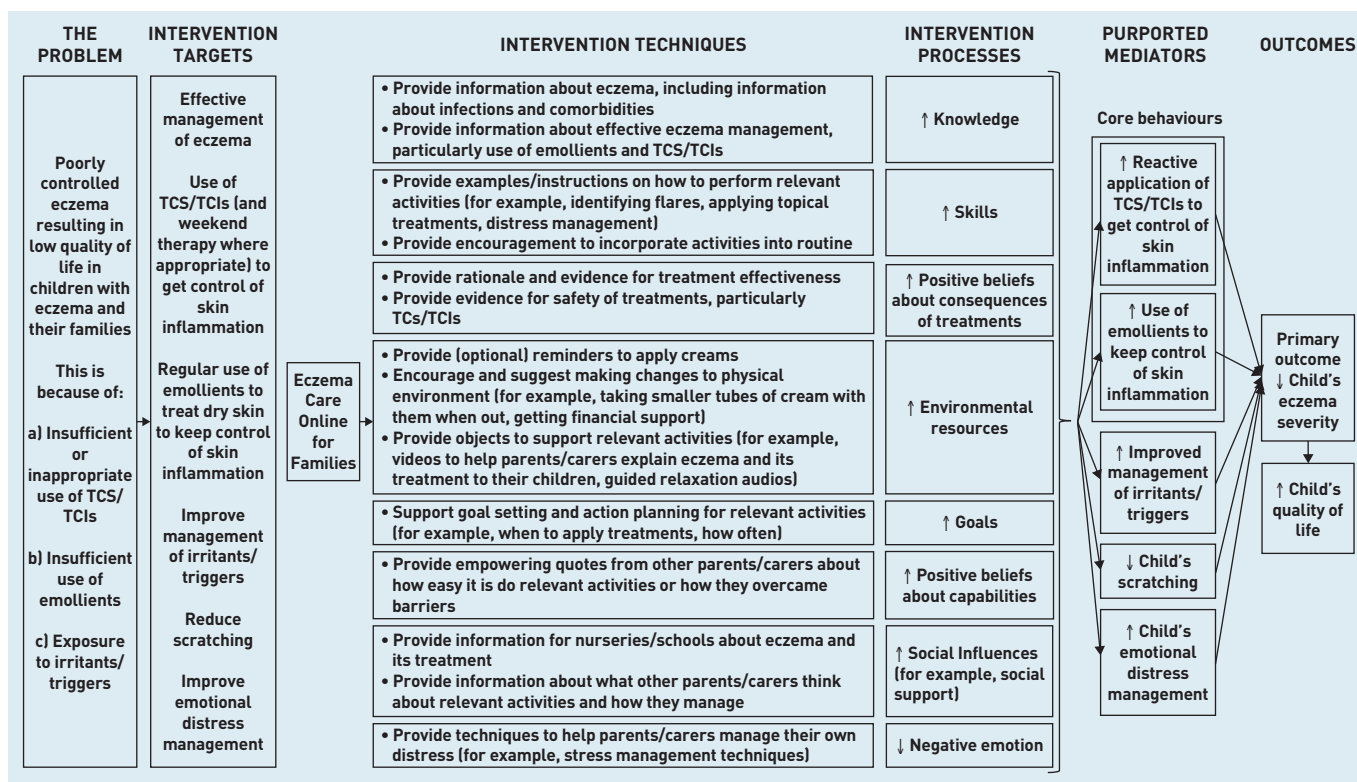 THE
PROBLEM
INTERVENTION
TARGETS
INTERVENTION TECHNIQUES
INTERVENTION
PROCESSES
PURPORTED
MEDIATORS
OUTCOMES
Poorly
controlled
eczema
resulting in
low quality of
life in
children with
eczema and
their families
This is
because of:
a) Insufficient
or
inappropriate
use of TCS/
TCIs
b) Insufficient
use of
emollients
c) Exposure
to irritants/
triggers
Effective
management
of eczema
Use of
TCS/TCIs (and
weekend
therapy where
appropriate) to
get control of
skin
inflammation
Regular use of
emollients to
treat dry skin
to keep control
of skin
inflammation
Improve
management
of irritants/
triggers
Reduce
scratching
Improve
emotional
distress
management
Eczema
Care
Online
for
Families
• Provide information about eczema, including information
about infections and comorbidities
• Provide information about effective eczema management,
particularly use of emollients and TCS/TCIs
↑ Knowledge
• Provide examples/instructions on how to perform relevant
activities (for example, identifying flares, applying topical
treatments, distress management)
• Provide encouragement to incorporate activities into routine
↑ Skills
• Provide rationale and evidence for treatment effectiveness
• Provide evidence for safety of treatments, particularly
TCs/TCIs
↑ Positive beliefs
about consequences
of treatments
• Provide (optional) reminders to apply creams
• Encourage and suggest making changes to physical
environment (for example, taking smaller tubes of cream with
them when out, getting financial support)
• Provide objects to support relevant activities (for example,
videos to help parents/carers explain eczema and its
treatment to their children, guided relaxation audios)
↑ Environmental
resources
• Support goal setting and action planning for relevant activities
(for example, when to apply treatments, how often)
↑ Goals
• Provide empowering quotes from other parents/carers about
how easy it is do relevant activities or how they overcame
barriers
↑ Positive beliefs
about capabilities
• Provide information for nurseries/schools about eczema and
its treatment
• Provide information about what other parents/carers think
about relevant activities and how they manage
↑ Social Influences
(for example, social
support)
• Provide techniques to help parents/carers manage their own
distress (for example, stress management techniques)
↓ Negative emotion
Core behaviours
↑ Reactive
application of
TCS/TCIs to
get control of
skin
inflammation
↑ Use of
emollients to
keep control
of skin
inflammation
↑ Improved
management
of irritants/
triggers
↓ Child's
scratching
↑ Child's
emotional
distress
management
Primary
outcome
↓ Child's
eczema
severity
↑ Child's
quality of
life